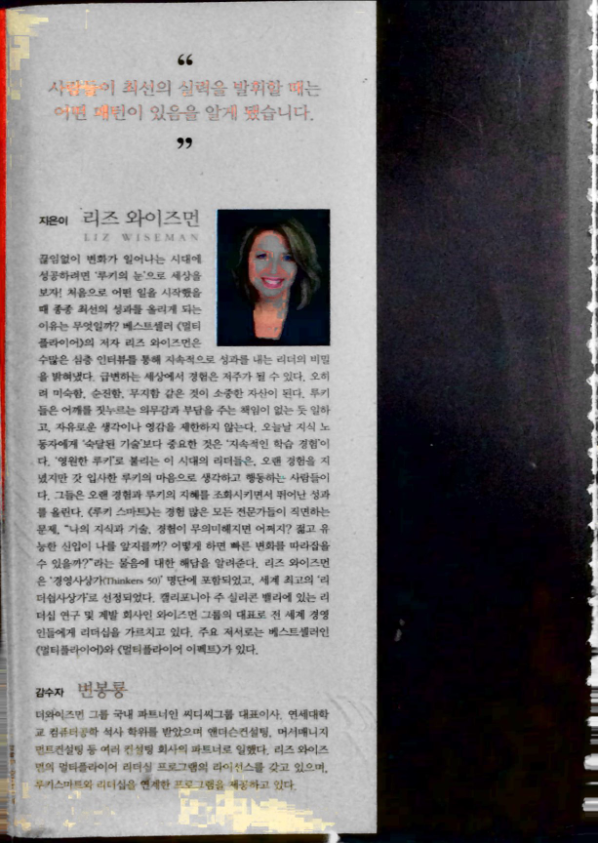 “
사람들이 최선의 실력을 발휘할 때는
어떤 패턴이 있음을 알게 됐습니다.
”
지은이 리즈 와이즈먼
LIZ WISEMAN
끊임없이 변화가 일어나는 시대에
성공하려면 ‘루키의 눈’으로 세상을
보자! 처음으로 어떤 일을 시작했을
때 종종 최선의 성과를 올리게 되는
이유는 무엇일까? 베스트셀러 《멀티
플라이어》의 저자 리즈 와이즈먼은
수많은 심층 인터뷰를 통해 지속적으로 성과를 내는 리더의 비밀
을 밝혀냈다. 급변하는 세상에서 경험은 저주가 될 수 있다. 오히
려 미숙함, 순진함, 무지함 같은 것이 소중한 자산이 된다. 루키
들은 어깨를 짓누르는 의무감과 부담을 주는 책임이 없는 듯 일하
고, 자유로운 생각이나 영감을 제한하지 않는다. 오늘날 지식 노
동자에게 ‘숙달된 기술’보다 중요한 것은 ‘지속적인 학습 경험’이
다. ‘영원한 루키’로 불리는 이 시대의 리더들은, 오랜 경험을 지
녔지만 갓 입사한 루키의 마음으로 생각하고 행동하는 사람들이
다. 그들은 오랜 경험과 루키의 지혜를 조화시키면서 뛰어난 성과
를 올린다. 《루키 스마트》는 경험 많은 모든 전문가들이 직면하는
문제, “나의 지식과 기술, 경험이 무의미해지면 어쩌지? 젊고 유
능한 신입이 나를 앞지를까? 어떻게 하면 빠른 변화를 따라잡을
수 있을까?”라는 물음에 대한 해답을 알려준다. 리즈 와이즈먼
은 ‘경영사상가(Thinkers 50)’ 명단에 포함되었고, 세계 최고의 ‘리
더십사상가’로 선정되었다. 캘리포니아 주 실리콘 밸리에 있는 리
더십 연구 및 계발 회사인 와이즈먼 그룹의 대표로 전 세계 경영
인들에게 리더십을 가르치고 있다. 주요 저서로는 베스트셀러인
《멀티플라이어》와 《멀티플라이어 이펙트》가 있다.
감수자 변봉룡
더와이즈먼 그룹 국내 파트너인 씨디씨그룹 대표이사. 연세대학
교 컴퓨터공학 석사 학위를 받았으며 앤더슨컨설팅, 머서매니지
먼트컨설팅 등 여러 컨설팅 회사의 파트너로 일했다. 리즈 와이즈
먼의 멀티플라이어 리더십 프로그램의 라이선스를 갖고 있으며,
루키스마트와 리더십을 연계한 프로그램을 제공하고 있다.